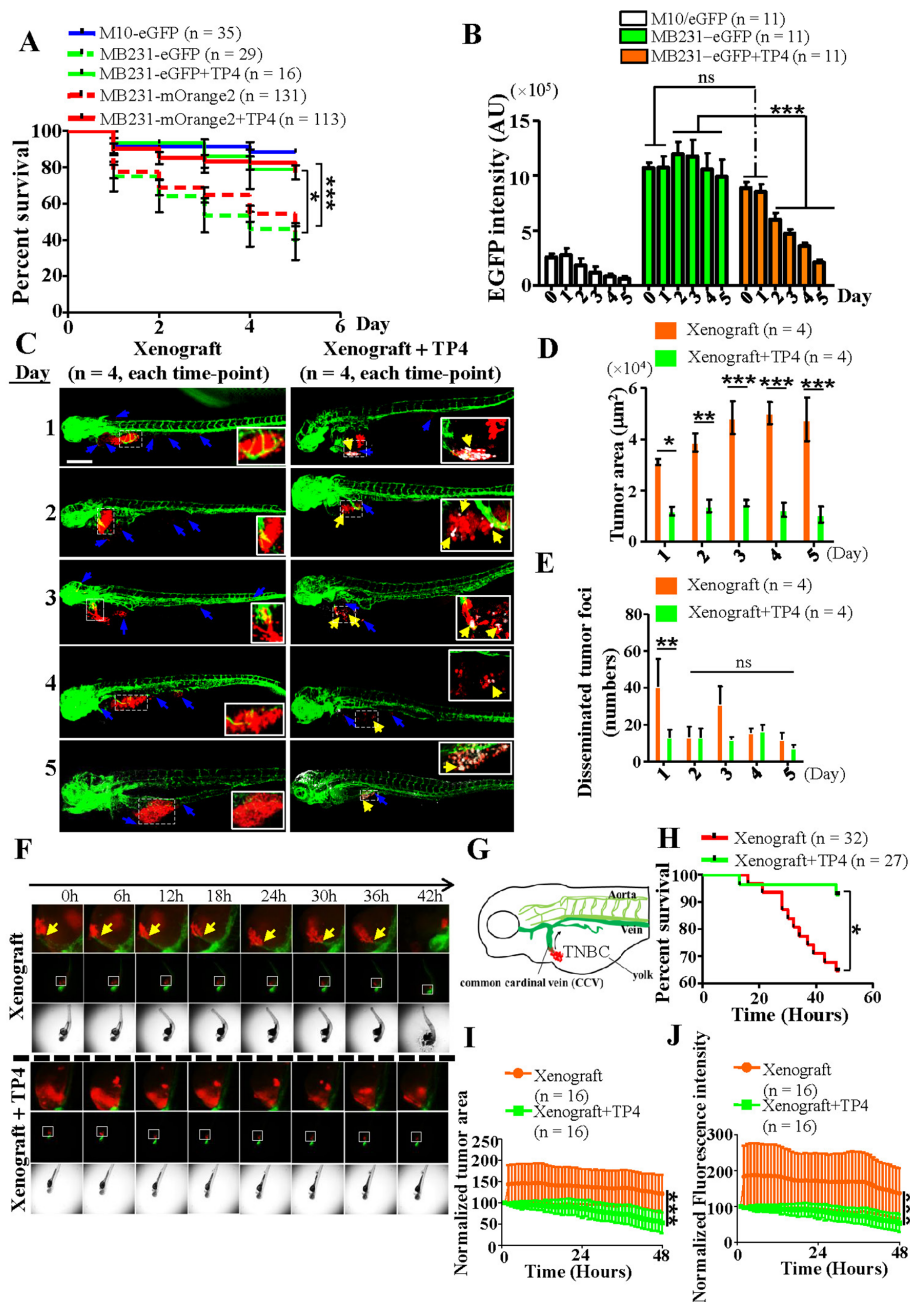 A
M10-eGFP (n = 35)
MB231-eGFP (n = 29)
MB231-eGFP+TP4 (n = 16)
MB231-mOrange2 (n = 131)
MB231-mOrange2+TP4 (n = 113)
Percent survival
100
80
60
40
20
0
0 2 4 6
Day
*
***
B
M10/eGFP (n = 11)
MB231–eGFP (n = 11)
MB231–eGFP+TP4 (n = 11)
(×10⁵)
EGFP intensity (AU)
15
10
5
0
ns
***
0 1 2 3 4 5 0 1 2 3 4 5 0 1 2 3 4 5 Day
C
Xenograft
(n = 4, each time-point)
Xenograft + TP4
(n = 4, each time-point)
Day
1
2
3
4
5
D
Xenograft (n = 4)
Xenograft+TP4 (n = 4)
(×10⁴)
Tumor area (µm²)
6
4
2
0
* ** *** *** ***
1 2 3 4 5 (Day)
E
Xenograft (n = 4)
Xenograft+TP4 (n = 4)
Disseminated tumor foci
(numbers)
80
60
40
20
0
** ns
1 2 3 4 5 (Day)
F
0h 6h 12h 18h 24h 30h 36h 42h
Xenograft
Xenograft + TP4
G
Aorta
Vein
TNBC
yolk
common cardinal vein (CCV)
H
Xenograft (n = 32)
Xenograft+TP4 (n = 27)
Percent survival
100
90
80
70
60
0 20 40 60
Time (Hours)
*
I
Xenograft
(n = 16)
Xenograft+TP4
(n = 16)
Normalized tumor area
250
200
150
100
50
0
0 24 48
Time (Hours)
***
J
Xenograft
(n = 16)
Xenograft+TP4
(n = 16)
Normalized Fluorescence intensity
300
200
100
0
0 24 48
Time (Hours)